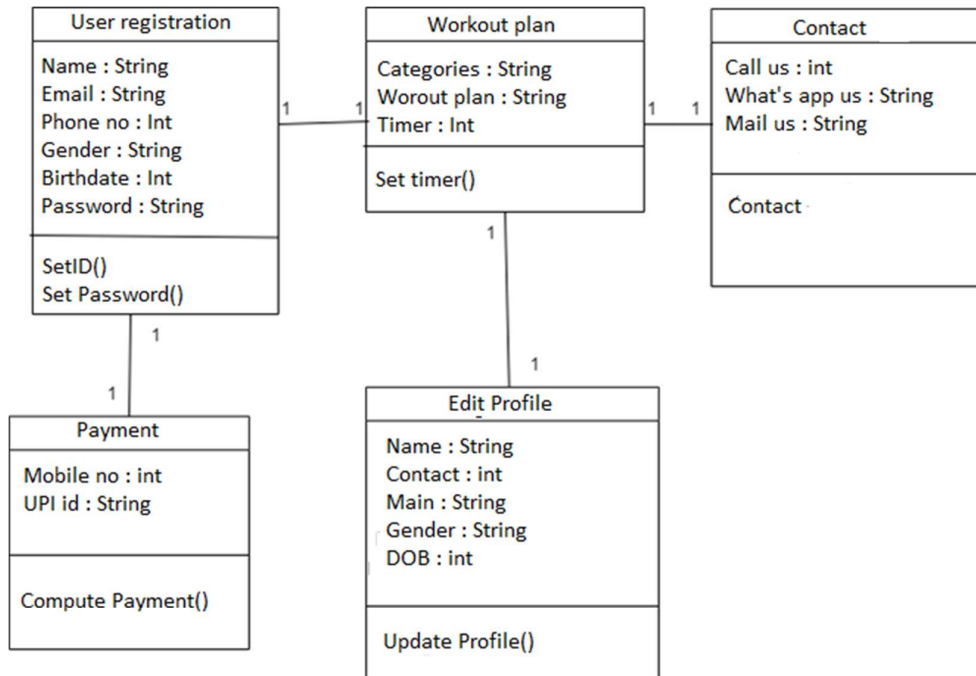 User registration
Name : String
Email : String
Phone no : Int
Gender : String
Birthdate : Int
Password : String
SetID()
Set Password()
1
1
Workout plan
Categories : String
Worout plan : String
Timer : Int
Set timer()
1
1
Contact
Call us : int
What's app us : String
Mail us : String
Contact
1
1
1
1
Payment
Mobile no : int
UPI id : String
Compute Payment()
Edit Profile
Name : String
Contact : int
Main : String
Gender : String
DOB : int
Update Profile()